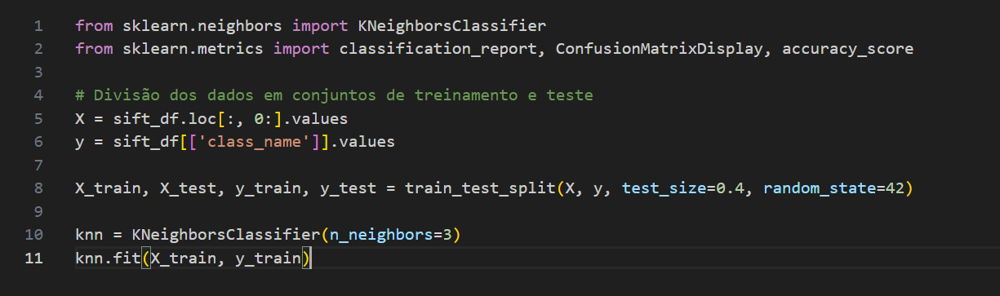 1 from sklearn.neighbors import KNeighborsClassifier
2 from sklearn.metrics import classification_report, ConfusionMatrixDisplay, accuracy_score
3
4 # Divisão dos dados em conjuntos de treinamento e teste
5 X = sift_df.loc[:, 0:].values
6 y = sift_df[['class_name']].values
7
8 X_train, X_test, y_train, y_test = train_test_split(X, y, test_size=0.4, random_state=42)
9
10 knn = KNeighborsClassifier(n_neighbors=3)
11 knn.fit(X_train, y_train)